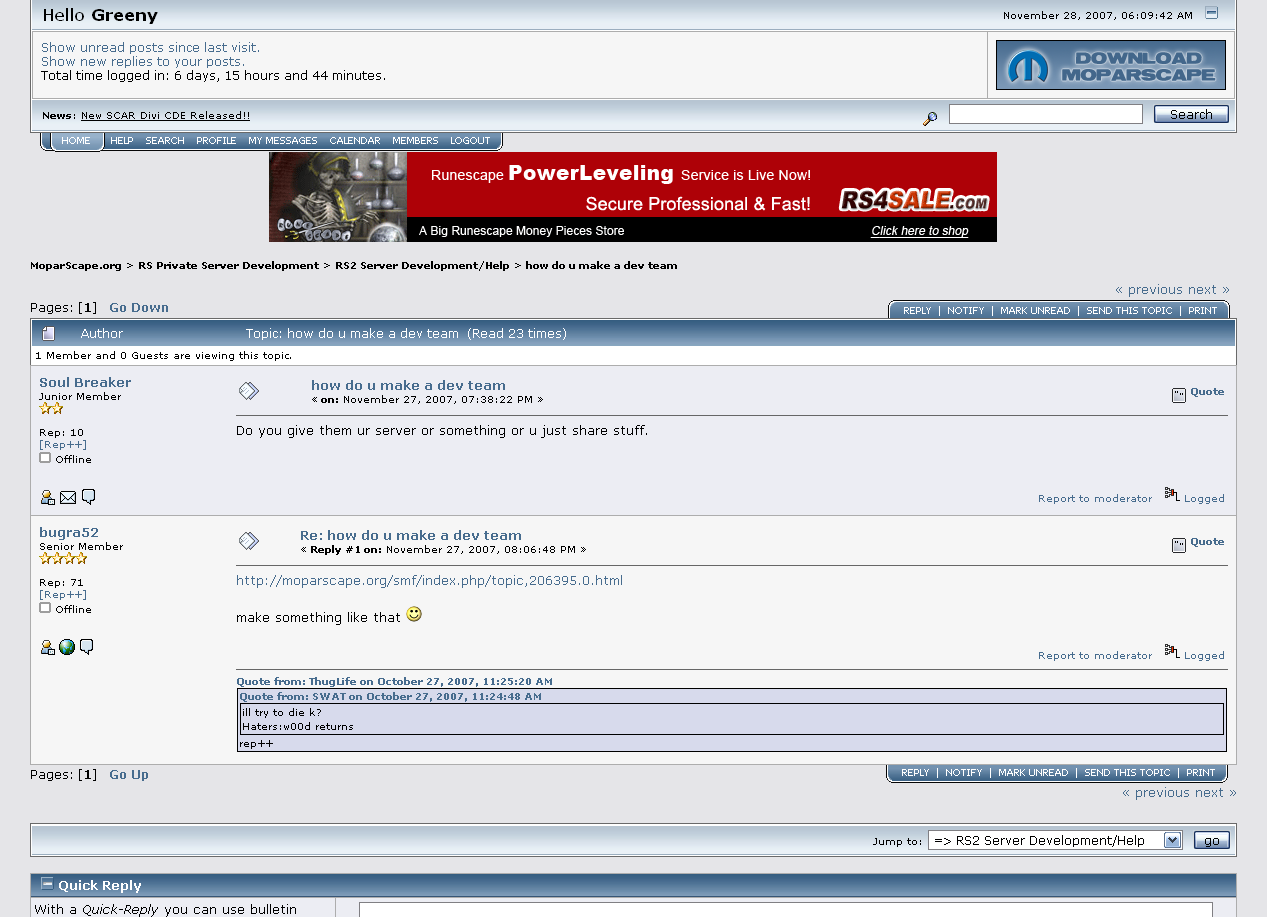 Hello Greeny
November 28, 2007, 06:09:42 AM
Show unread posts since last visit.
Show new replies to your posts.
Total time logged in: 6 days, 15 hours and 44 minutes.
DOWNLOAD
MOPARSCAPE
News: New SCAR Divi CDE Released!!
Search
HOME HELP SEARCH PROFILE MY MESSAGES CALENDAR MEMBERS LOGOUT
Runescape PowerLeveling Service is Live Now!
Secure Professional & Fast!
RS4SALE.COM
A Big Runescape Money Pieces Store
Click here to shop
MoparScape.org > RS Private Server Development > RS2 Server Development/Help > how do u make a dev team
« previous next »
Pages: [1] Go Down
REPLY | NOTIFY | MARK UNREAD | SEND THIS TOPIC | PRINT
Author Topic: how do u make a dev team (Read 23 times)
1 Member and 0 Guests are viewing this topic.
Soul Breaker
Junior Member
Rep: 10
[Rep++]
Offline
how do u make a dev team
« on: November 27, 2007, 07:38:22 PM »
Quote
Do you give them ur server or something or u just share stuff.
Report to moderator Logged
bugra52
Senior Member
Rep: 71
[Rep++]
Offline
Re: how do u make a dev team
« Reply #1 on: November 27, 2007, 08:06:48 PM »
Quote
http://moparscape.org/smf/index.php/topic,206395.0.html
make something like that
Report to moderator Logged
Quote from: ThugLife on October 27, 2007, 11:25:20 AM
Quote from: SWAT on October 27, 2007, 11:24:48 AM
ill try to die k?
Haters:w00d returns
rep++
Pages: [1] Go Up
REPLY | NOTIFY | MARK UNREAD | SEND THIS TOPIC | PRINT
« previous next »
Jump to: => RS2 Server Development/Help go
Quick Reply
With a Quick-Reply you can use bulletin